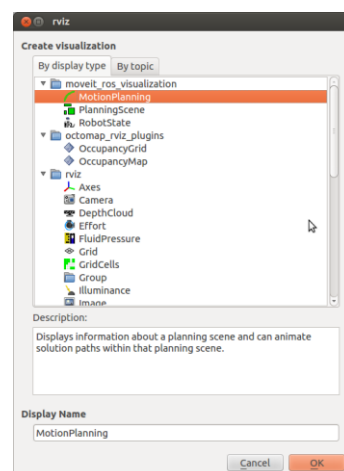 rviz
Create visualization
By display type By topic
moveit_ros_visualization
MotionPlanning
PlanningScene
RobotState
octomap_rviz_plugins
OccupancyGrid
OccupancyMap
rviz
Axes
Camera
DepthCloud
Effort
FluidPressure
Grid
GridCells
Group
Illuminance
Image
Description:
Displays information about a planning scene and can animate
solution paths within that planning scene.
Display Name
MotionPlanning
Cancel OK